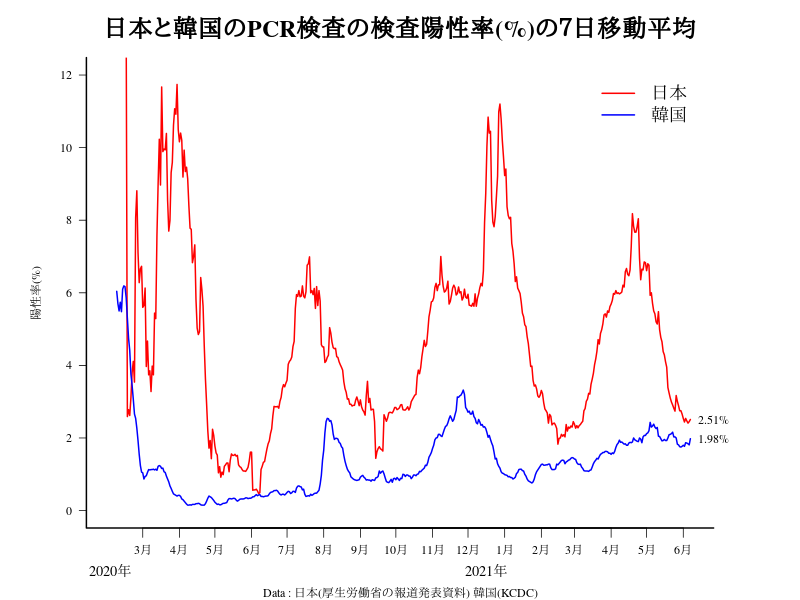 日本と韓国のPCR検査の検査陽性率(%)の7日移動平均
日本
韓国
陽性率(%)
12
10
8
6
4
2
0
2.51%
1.98%
3月 4月 5月 6月 7月 8月 9月 10月 11月 12月 1月 2月 3月 4月 5月 6月
2020年 2021年
Data : 日本(厚生労働省の報道発表資料) 韓国(KCDC)